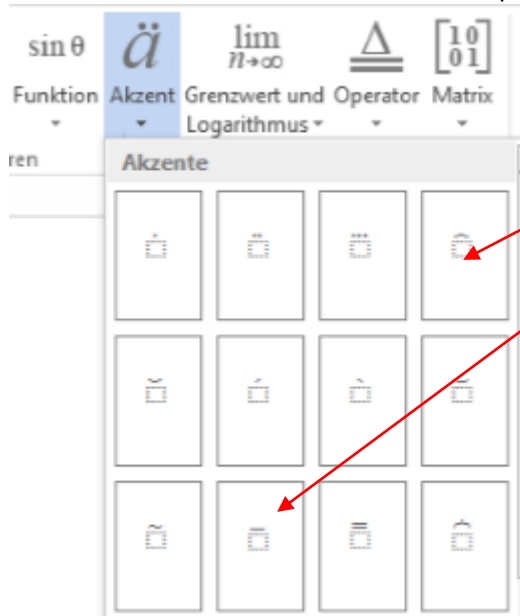 sin θ ä lim n→∞ △ [1 0 0 1]
Funktion Akzent Grenzwert und Logarithmus Operator Matrix
ren
Akzente